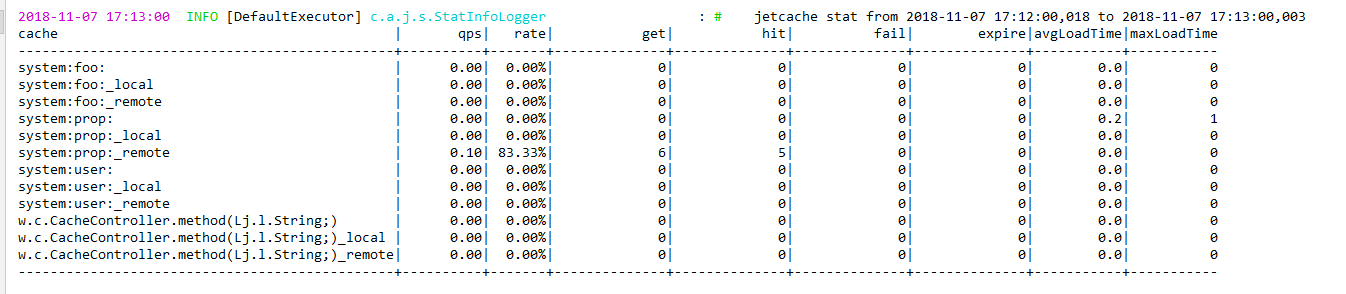 2018-11-07 17:13:00  INFO [DefaultExecutor] c.a.j.s.StatInfoLogger                   : #    jetcache stat from 2018-11-07 17:12:00,018 to 2018-11-07 17:13:00,003
cache                                         |       qps|   rate|           get|           hit|          fail|        expire|avgLoadTime|maxLoadTime
----------------------------------------------+----------+-------+--------------+--------------+--------------+--------------+-----------+-----------
system:foo:                                   |      0.00|  0.00%|             0|             0|             0|             0|        0.0|          0
system:foo:_local                             |      0.00|  0.00%|             0|             0|             0|             0|        0.0|          0
system:foo:_remote                            |      0.00|  0.00%|             0|             0|             0|             0|        0.0|          0
system:prop:                                  |      0.00|  0.00%|             0|             0|             0|             0|        0.2|          1
system:prop:_local                            |      0.00|  0.00%|             0|             0|             0|             0|        0.0|          0
system:prop:_remote                           |      0.10| 83.33%|             6|             5|             0|             0|        0.0|          0
system:user:                                  |      0.00|  0.00%|             0|             0|             0|             0|        0.0|          0
system:user:_local                            |      0.00|  0.00%|             0|             0|             0|             0|        0.0|          0
system:user:_remote                           |      0.00|  0.00%|             0|             0|             0|             0|        0.0|          0
w.c.CacheController.method(Lj.l.String;)      |      0.00|  0.00%|             0|             0|             0|             0|        0.0|          0
w.c.CacheController.method(Lj.l.String;)_local |      0.00|  0.00%|             0|             0|             0|             0|        0.0|          0
w.c.CacheController.method(Lj.l.String;)_remote|      0.00|  0.00%|             0|             0|             0|             0|        0.0|          0
----------------------------------------------+----------+-------+--------------+--------------+--------------+--------------+-----------+-----------